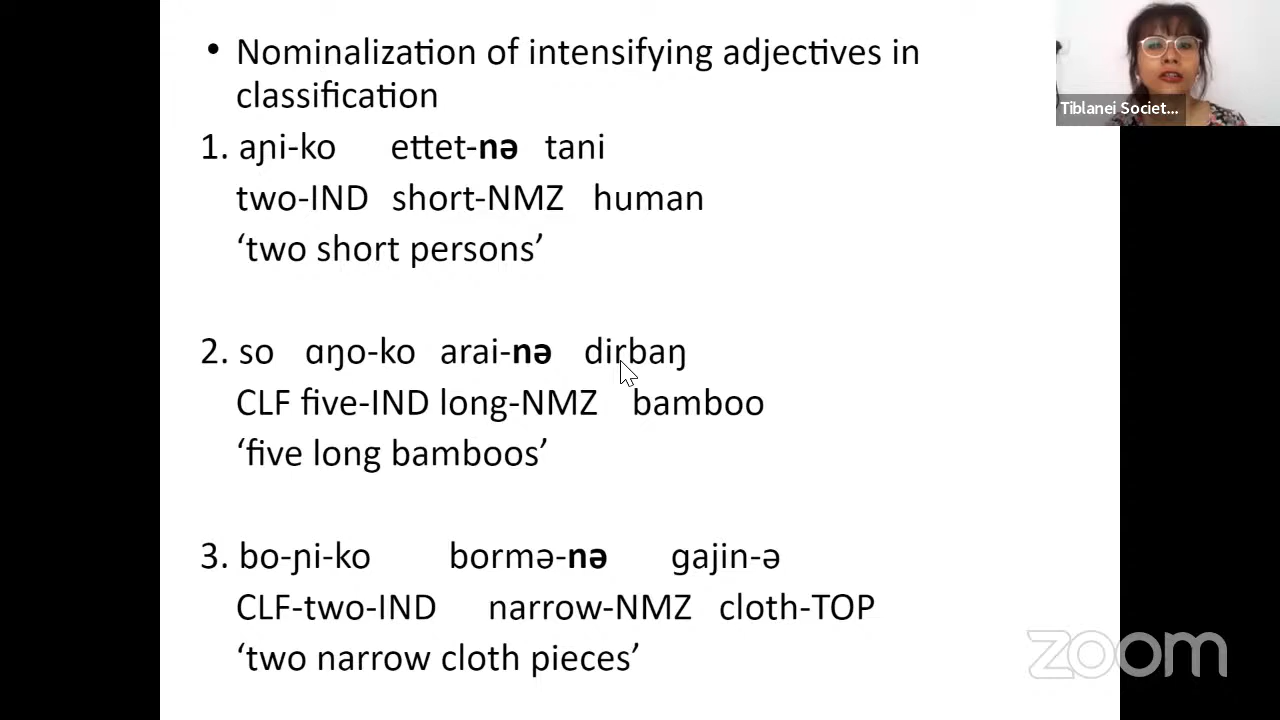 • Nominalization of intensifying adjectives in
classification
1. aɲi-ko ettet-nə tani
two-IND short-NMZ human
‘two short persons’
2. so ɑŋo-ko arai-nə dirbaŋ
CLF five-IND long-NMZ bamboo
‘five long bamboos’
3. bo-ɲi-ko bormə-nə gajin-ə
CLF-two-IND narrow-NMZ cloth-TOP
‘two narrow cloth pieces’
Tiblanei Societ...
zoom